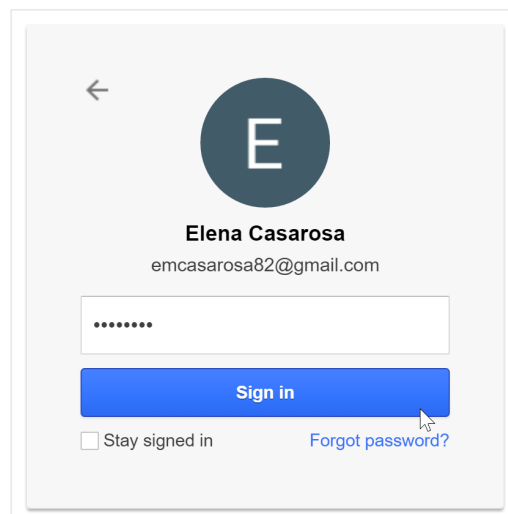 E
Elena Casarosa
emcasarosa82@gmail.com
••••••••
Sign in
Stay signed in Forgot password?